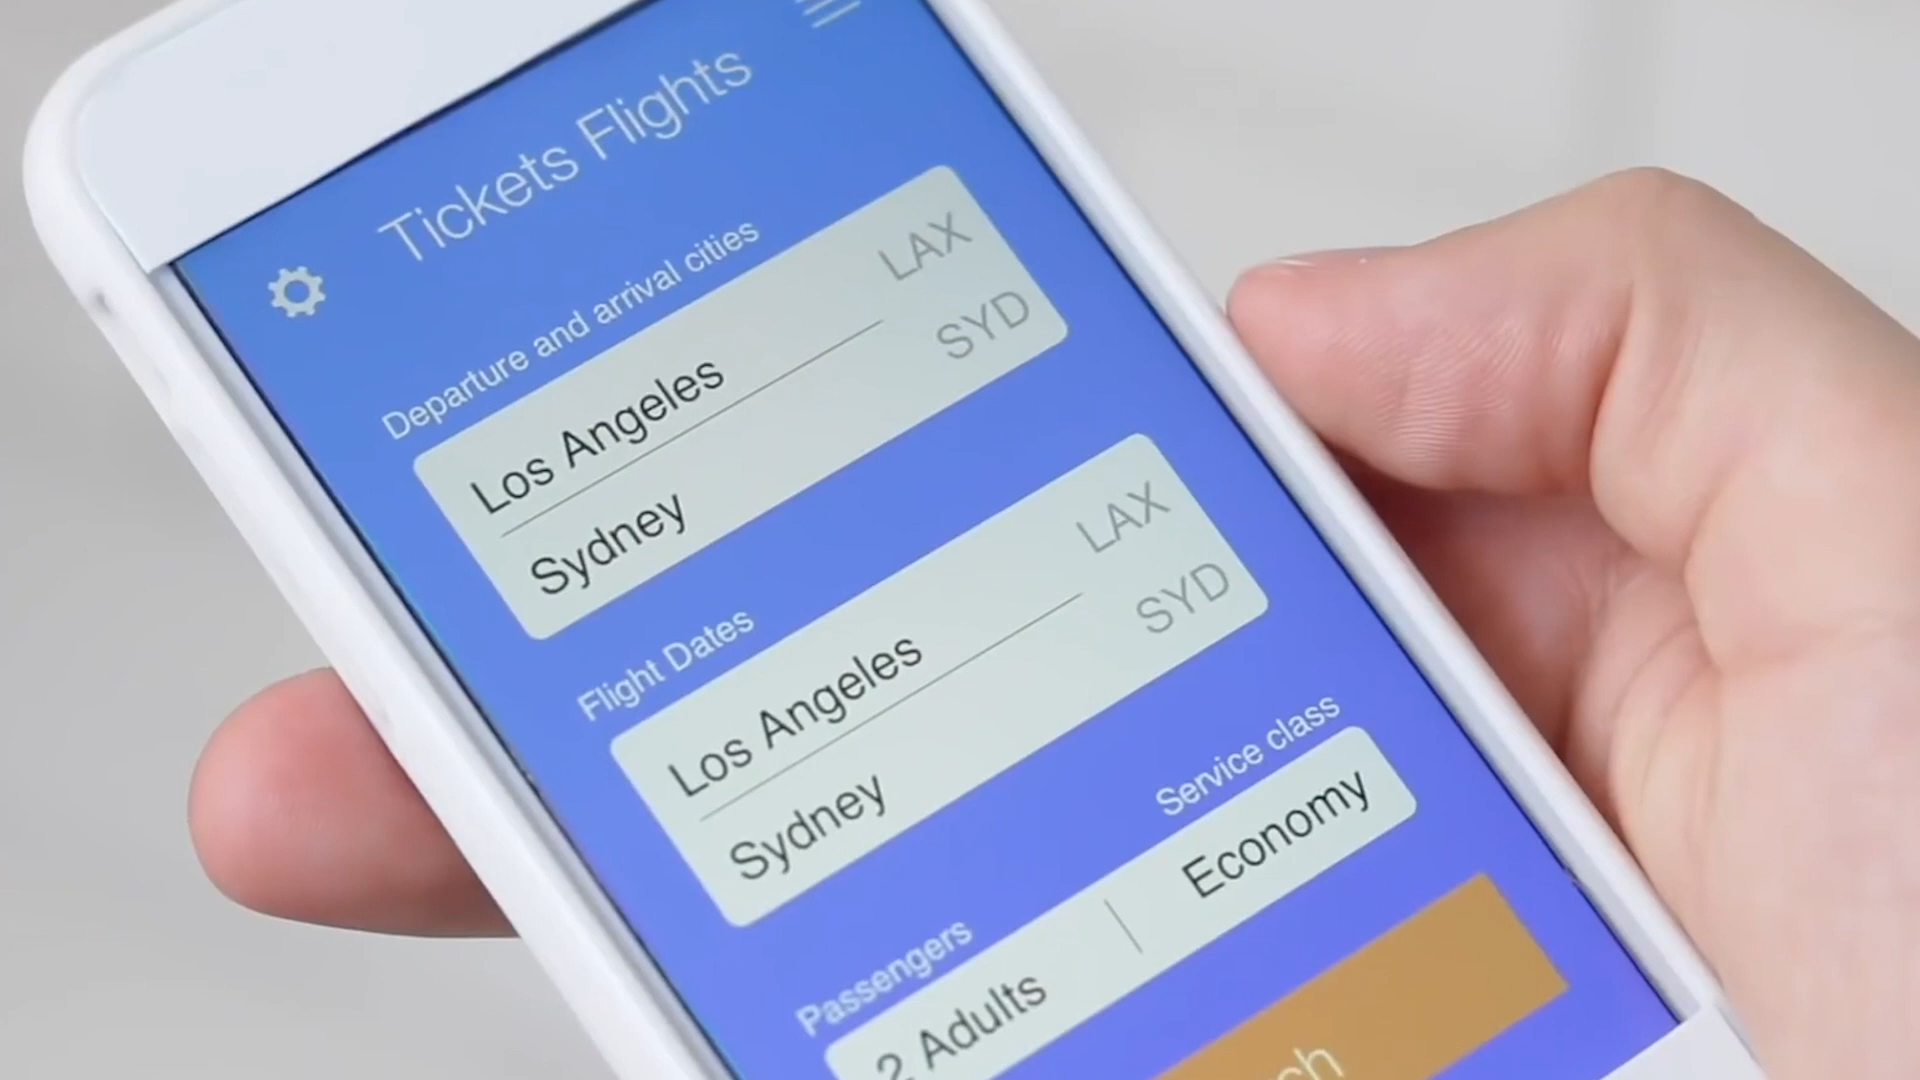 Tickets Flights
Departure and arrival cities
Los Angeles LAX
Sydney SYD
Flight Dates
Los Angeles LAX
Sydney SYD
Passengers Service class
2 Adults Economy